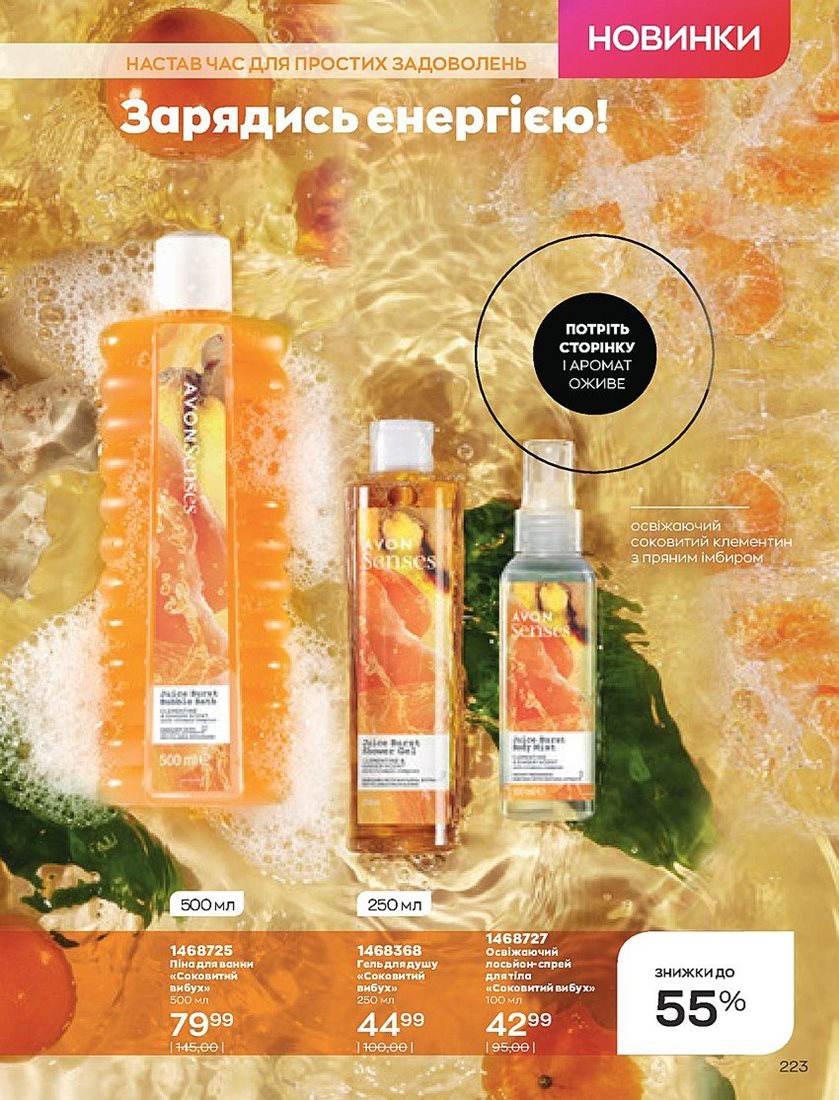 НОВИНКИ
НАСТАВ ЧАС ДЛЯ ПРОСТИХ ЗАДОВОЛЕНЬ
Зарядись енергією!
ПОТРІТЬ
СТОРІНКУ
І АРОМАТ
ОЖИВЕ
освіжаючий
соковитий клементин
з пряним імбиром
AVON Senses
Juice Burst
Bubble Bath
500 ml e
AVON
senses
Juice Burst
Shower Gel
AVON
senses
Juice Burst
Body Mist
100 ml e
500 мл
1468725
Піна для ванни
«Соковитий
вибух»
500 мл
79 99
145,00
250 мл
1468368
Гель для душу
«Соковитий
вибух»
250 мл
44 99
100,00
1468727
Освіжаючий
лосьйон-спрей
для тіла
«Соковитий вибух»
100 мл
42 99
95,00
ЗНИЖКИ ДО
55%
223